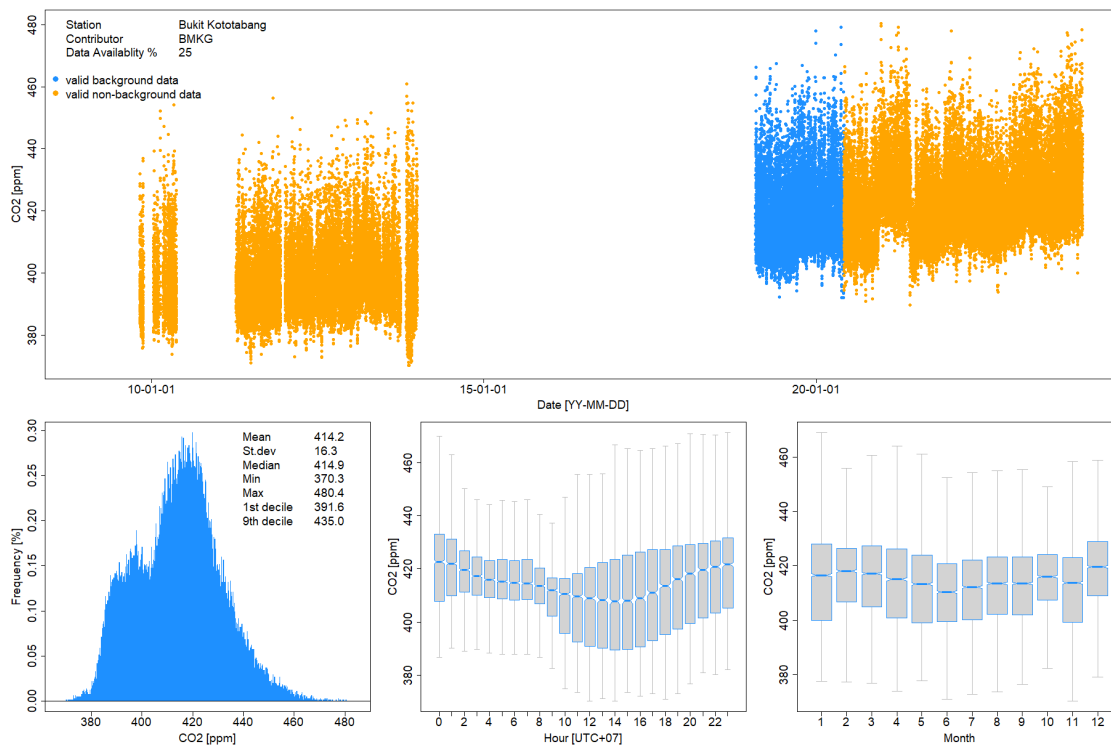 Station Bukit Kototabang
Contributor BMKG
Data Availablity % 25
valid background data
valid non-background data
CO2 [ppm]
480
460
440
420
400
380
10-01-01 15-01-01 20-01-01
Date [YY-MM-DD]
Frequency [%]
0.30
0.25
0.20
0.15
0.10
0.05
0.00
Mean 414.2
St.dev 16.3
Median 414.9
Min 370.3
Max 480.4
1st decile 391.6
9th decile 435.0
380 400 420 440 460 480
CO2 [ppm]
CO2 [ppm]
460
440
420
400
380
0 2 4 6 8 10 12 14 16 18 20 22
Hour [UTC+07]
CO2 [ppm]
460
440
420
400
380
1 2 3 4 5 6 7 8 9 10 11 12
Month